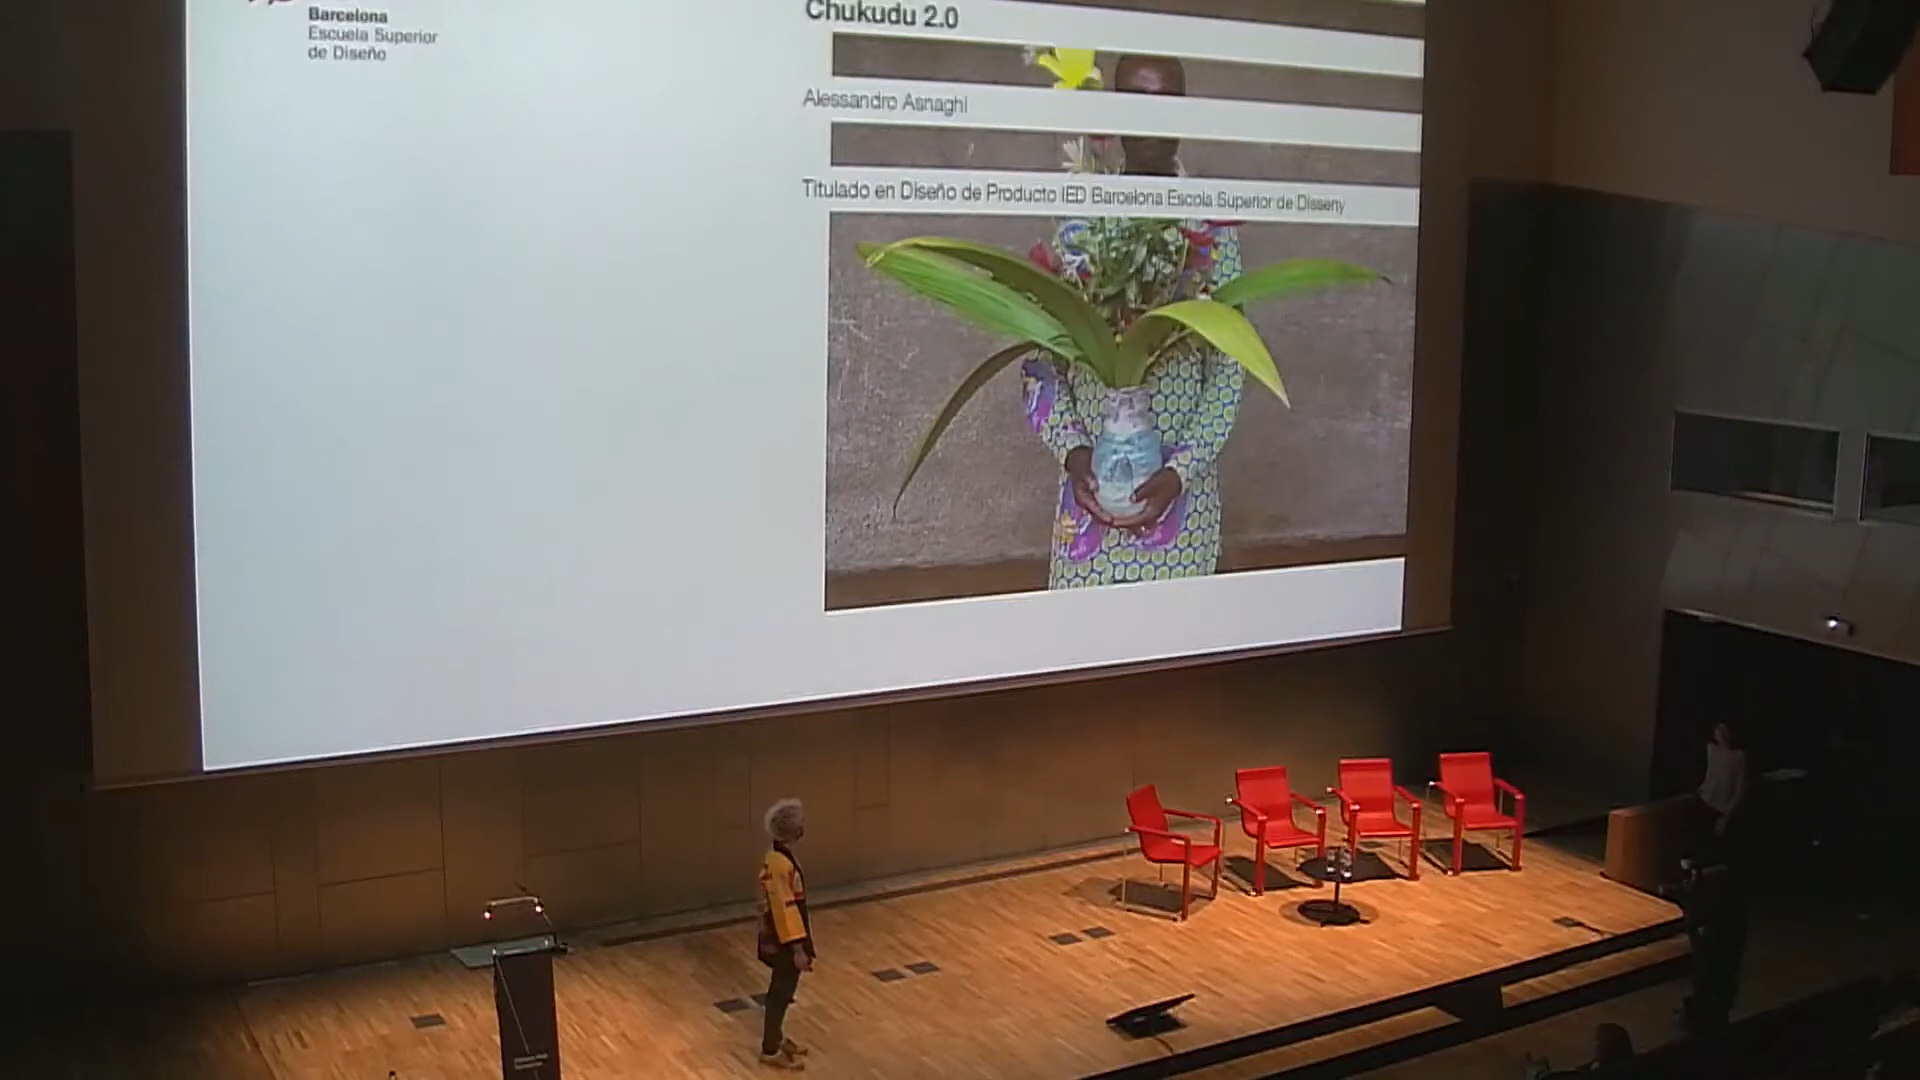 Barcelona
Escuela Superior
de Diseño
Chukudu 2.0
Alessandro Asnaghi
Titulado en Diseño de Producto IED Barcelona Escola Superior de Disseny